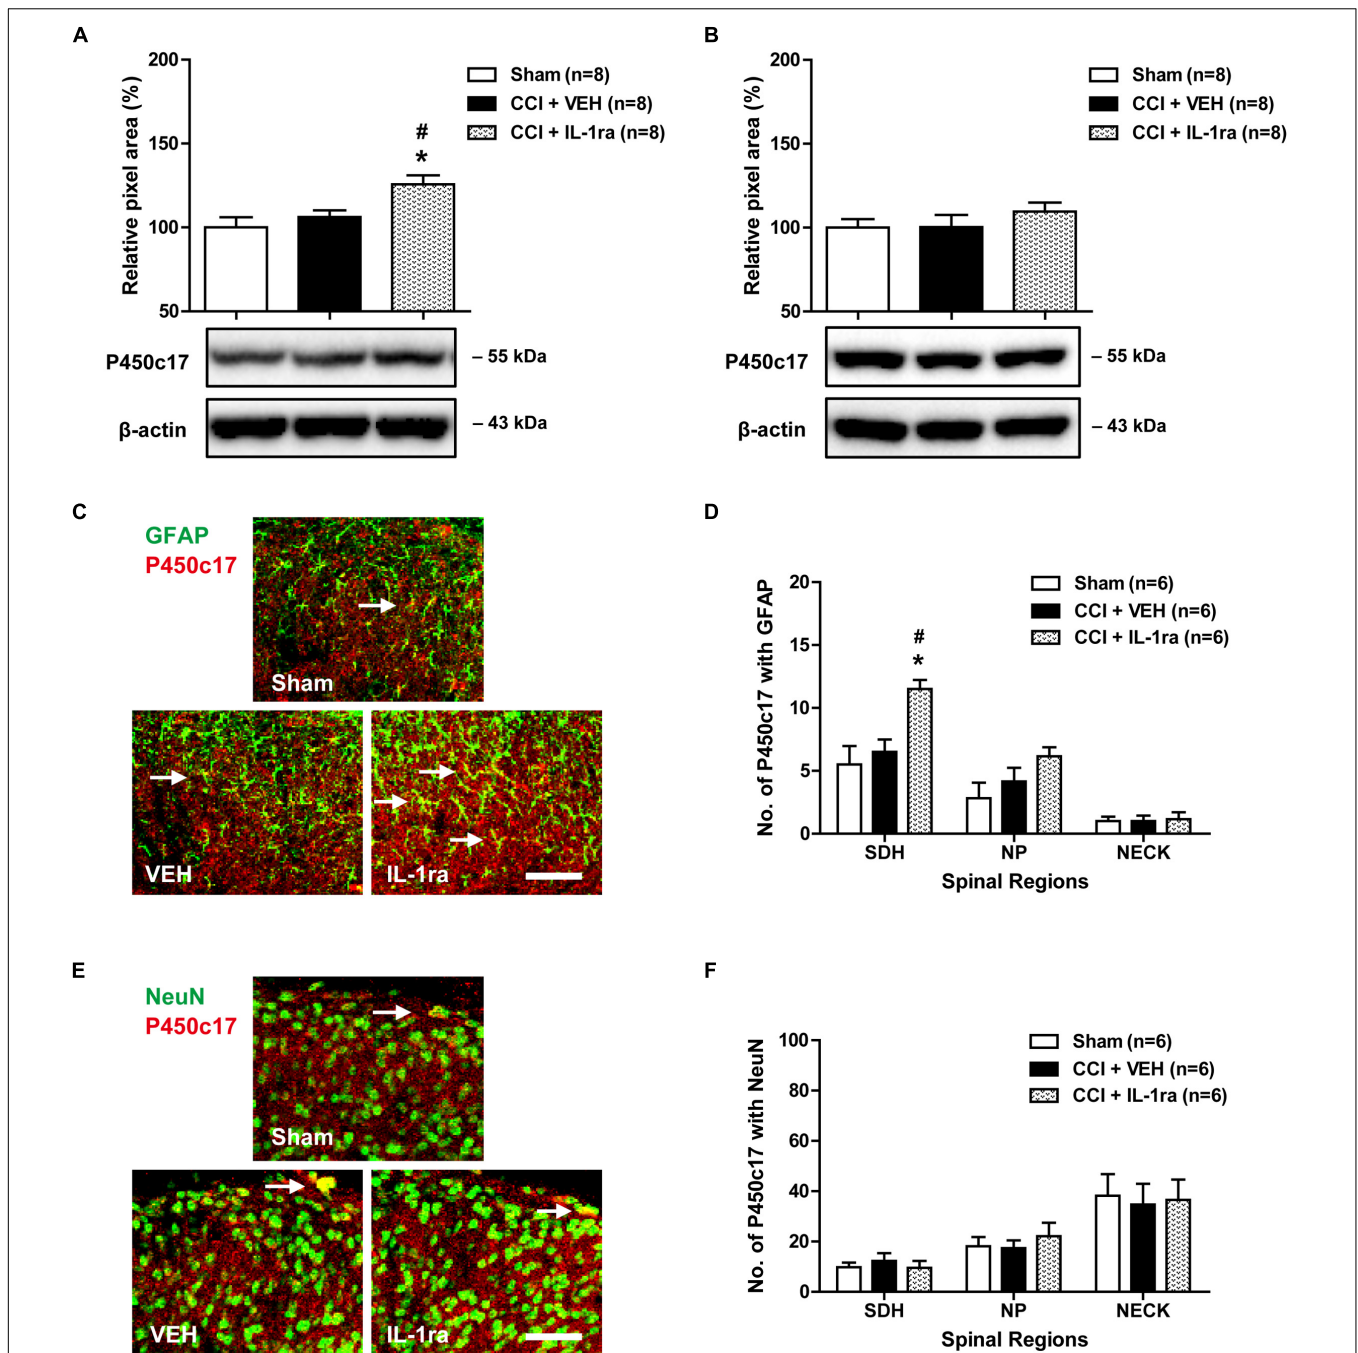 A
Relative pixel area (%)
200
150
100
50
#
*
Sham (n=8)
CCI + VEH (n=8)
CCI + IL-1ra (n=8)
P450c17
– 55 kDa
β-actin
– 43 kDa
B
Relative pixel area (%)
200
150
100
50
Sham (n=8)
CCI + VEH (n=8)
CCI + IL-1ra (n=8)
P450c17
– 55 kDa
β-actin
– 43 kDa
C
GFAP
P450c17
Sham
VEH
IL-1ra
D
No. of P450c17 with GFAP
20
15
10
5
0
#
*
Sham (n=6)
CCI + VEH (n=6)
CCI + IL-1ra (n=6)
SDH NP NECK
Spinal Regions
E
NeuN
P450c17
Sham
VEH
IL-1ra
F
No. of P450c17 with NeuN
100
80
60
40
20
0
Sham (n=6)
CCI + VEH (n=6)
CCI + IL-1ra (n=6)
SDH NP NECK
Spinal Regions